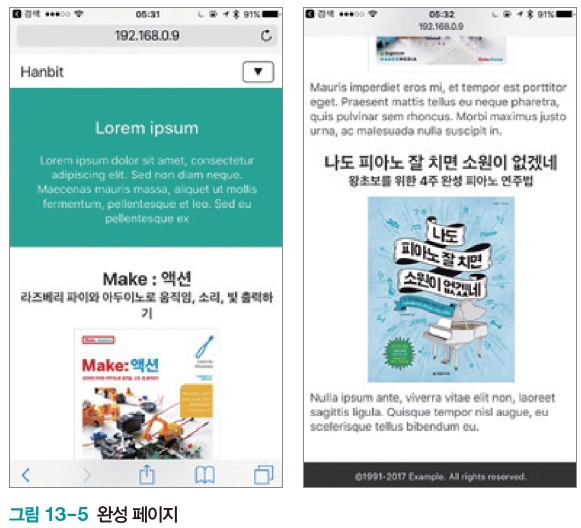 검색 05:31 91%
192.168.0.9
Hanbit
Lorem ipsum
Lorem ipsum dolor sit amet, consectetur
adipiscing elit. Sed non diam neque.
Maecenas mauris massa, aliquet ut mollis
fermentum, pellentesque et leo. Sed eu
pellentesque ex
Make : 액션
라즈베리 파이와 아두이노로 움직임, 소리, 빛 출력하
기
Make:액션
검색 05:32 91%
192.168.0.9
Mauris imperdiet eros mi, et tempor est porttitor
eget. Praesent mattis tellus eu neque pharetra,
quis pulvinar sem rhoncus. Morbi maximus justo
urna, ac malesuada nulla suscipit in.
나도 피아노 잘 치면 소원이 없겠네
왕초보를 위한 4주 완성 피아노 연주법
나도
피아노 잘 치면
소원이 없겠네
Nulla ipsum ante, viverra vitae elit non, laoreet
sagittis ligula. Quisque tempor nisl augue, eu
scelerisque tellus bibendum eu.
©1991-2017 Example. All rights reserved.
그림 13-5 완성 페이지